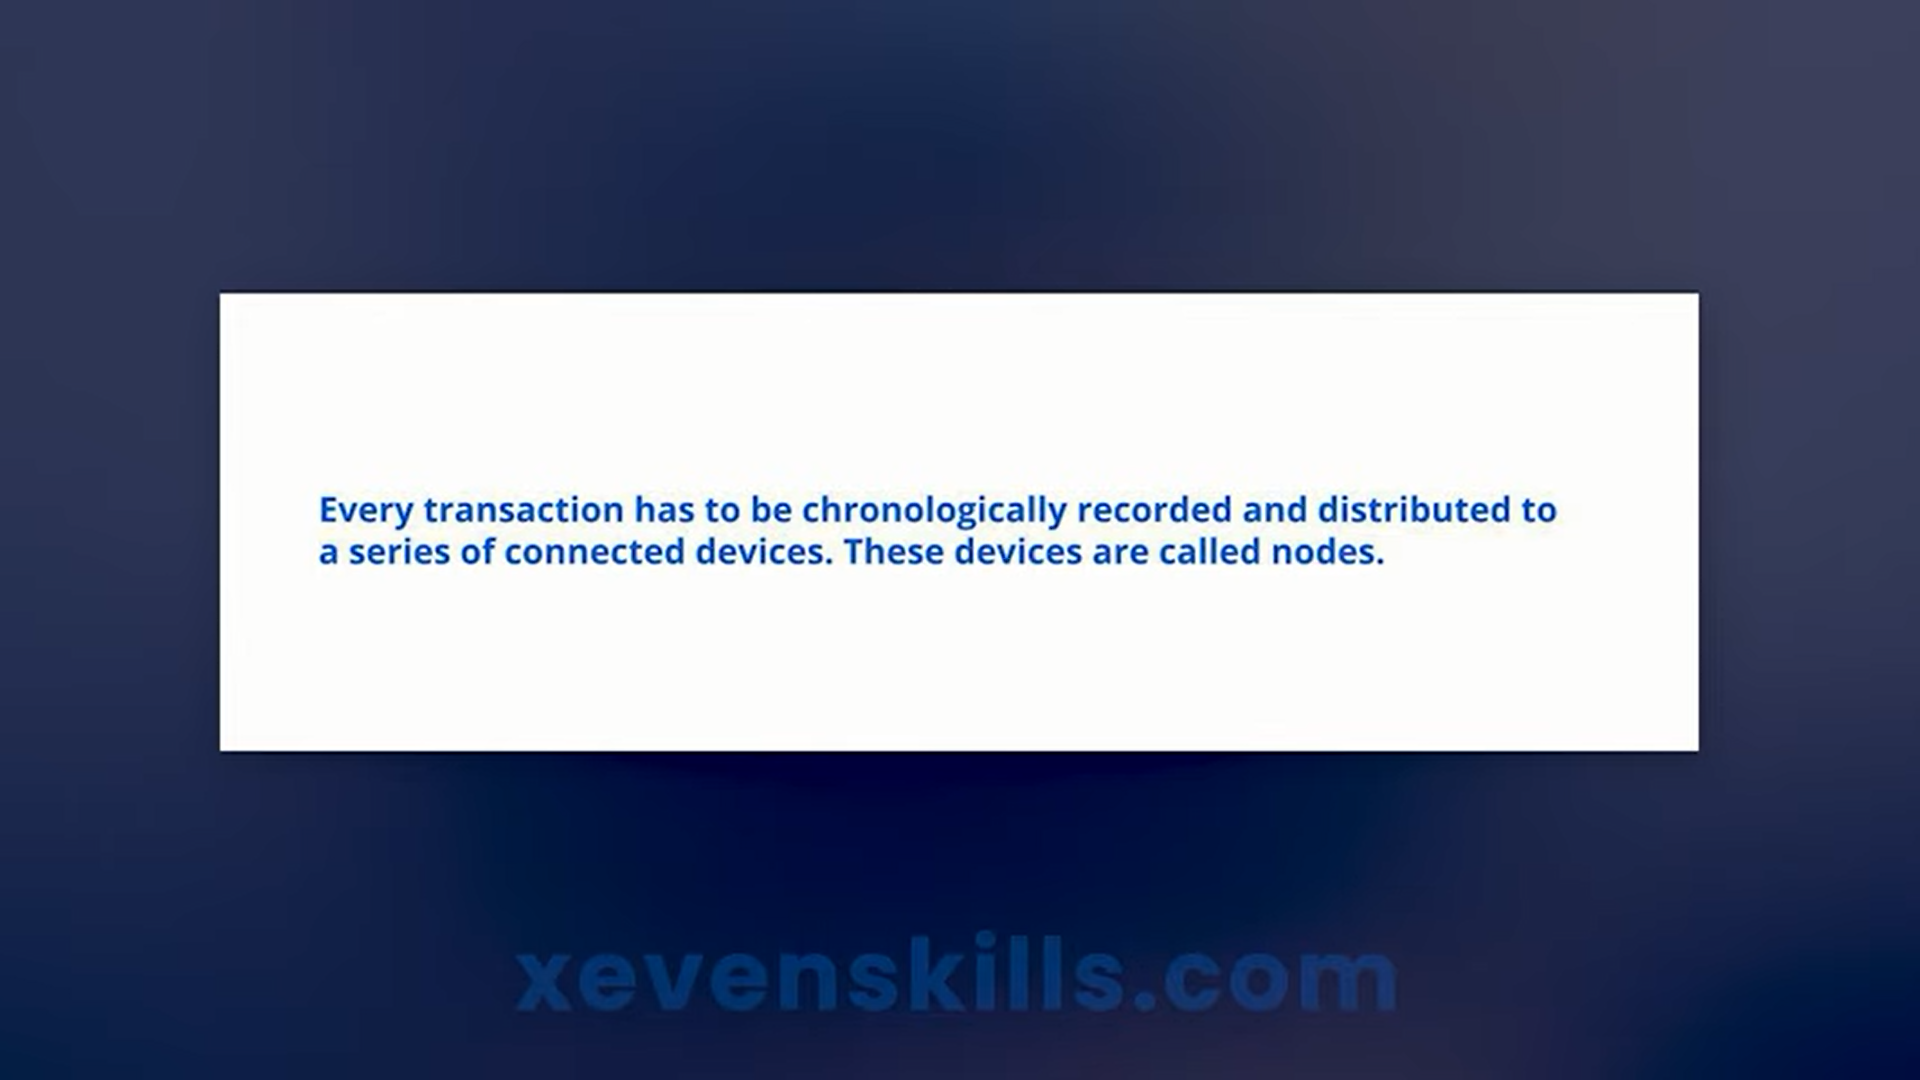 Every transaction has to be chronologically recorded and distributed to
a series of connected devices. These devices are called nodes.
xevenskills.com